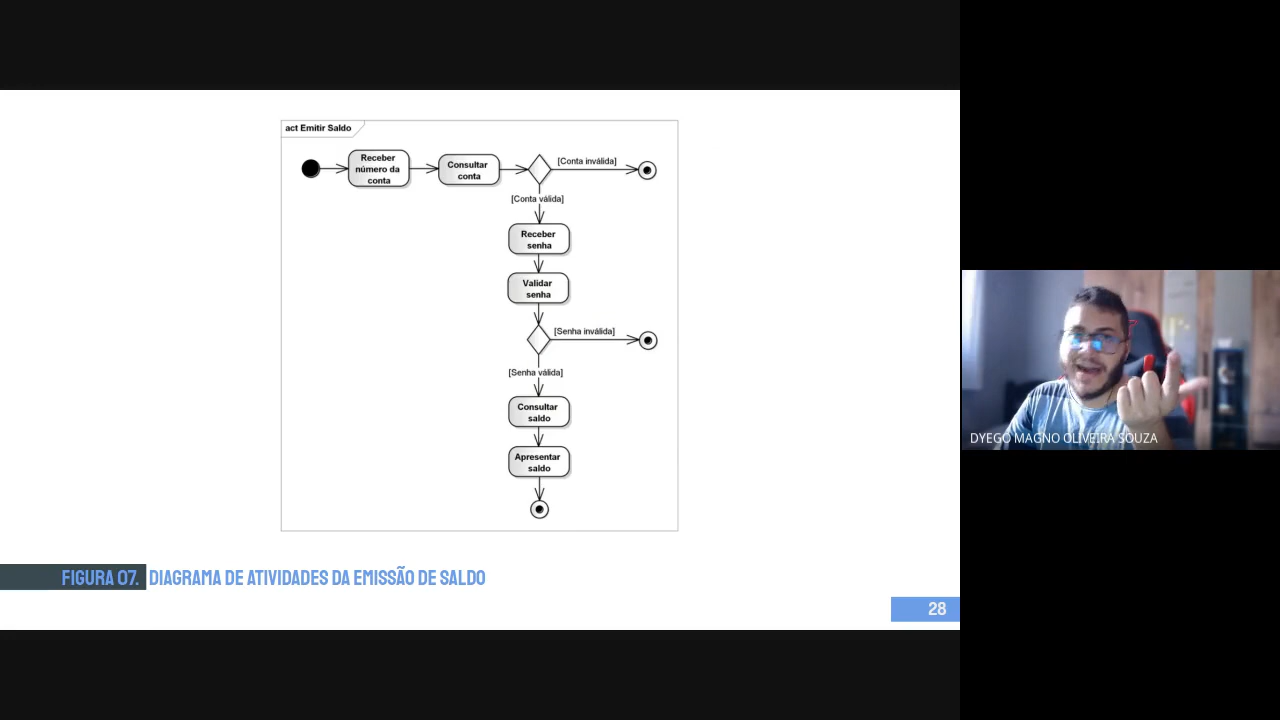 act Emitir Saldo
Receber
número da
conta
Consultar
conta
[Conta inválida]
[Conta válida]
Receber
senha
Validar
senha
[Senha inválida]
[Senha válida]
Consultar
saldo
Apresentar
saldo
DYEGO MAGNO OLIVEIRA SOUZA
FIGURA 07. DIAGRAMA DE ATIVIDADES DA EMISSÃO DE SALDO
28